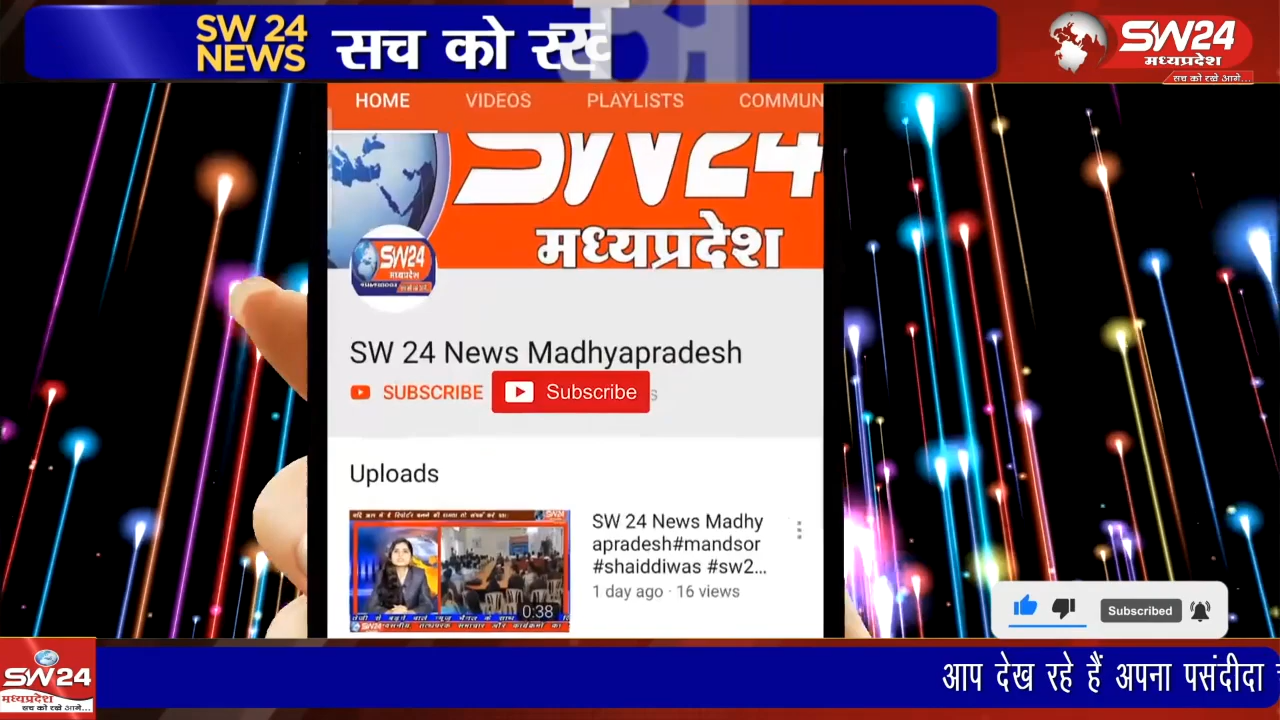 SW 24
NEWS
सच को रख
SW24
मध्यप्रदेश
सच को रखे आगे...
HOME VIDEOS PLAYLISTS COMMUN
SW24
मध्यप्रदेश
SW24
SW 24 News Madhyapradesh
SUBSCRIBE
Subscribe
Uploads
SW 24 News Madhy
apradesh#mandsor
#shaiddiwas #sw2...
1 day ago · 16 views
0:38
Subscribed
SW24
मध्यप्रदेश
सच को रखे आगे...
आप देख रहे हैं अपना पसंदीदा